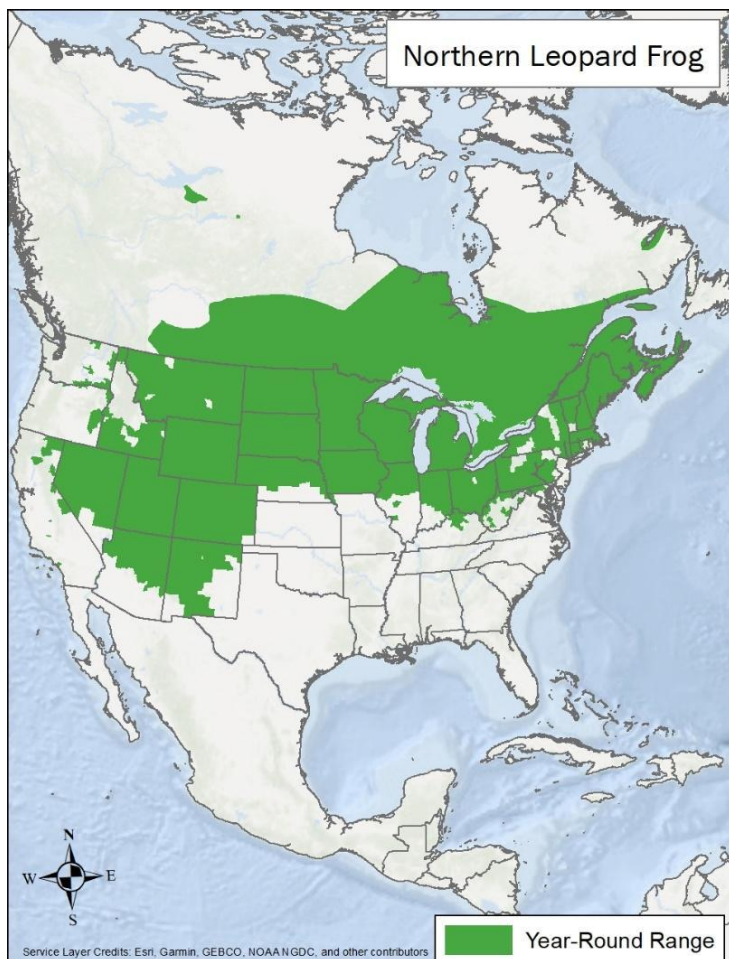 Northern Leopard Frog
N
W E
S
Year-Round Range
Service Layer Credits: Esri, Garmin, GEBCO, NOAA NGDC, and other contributors